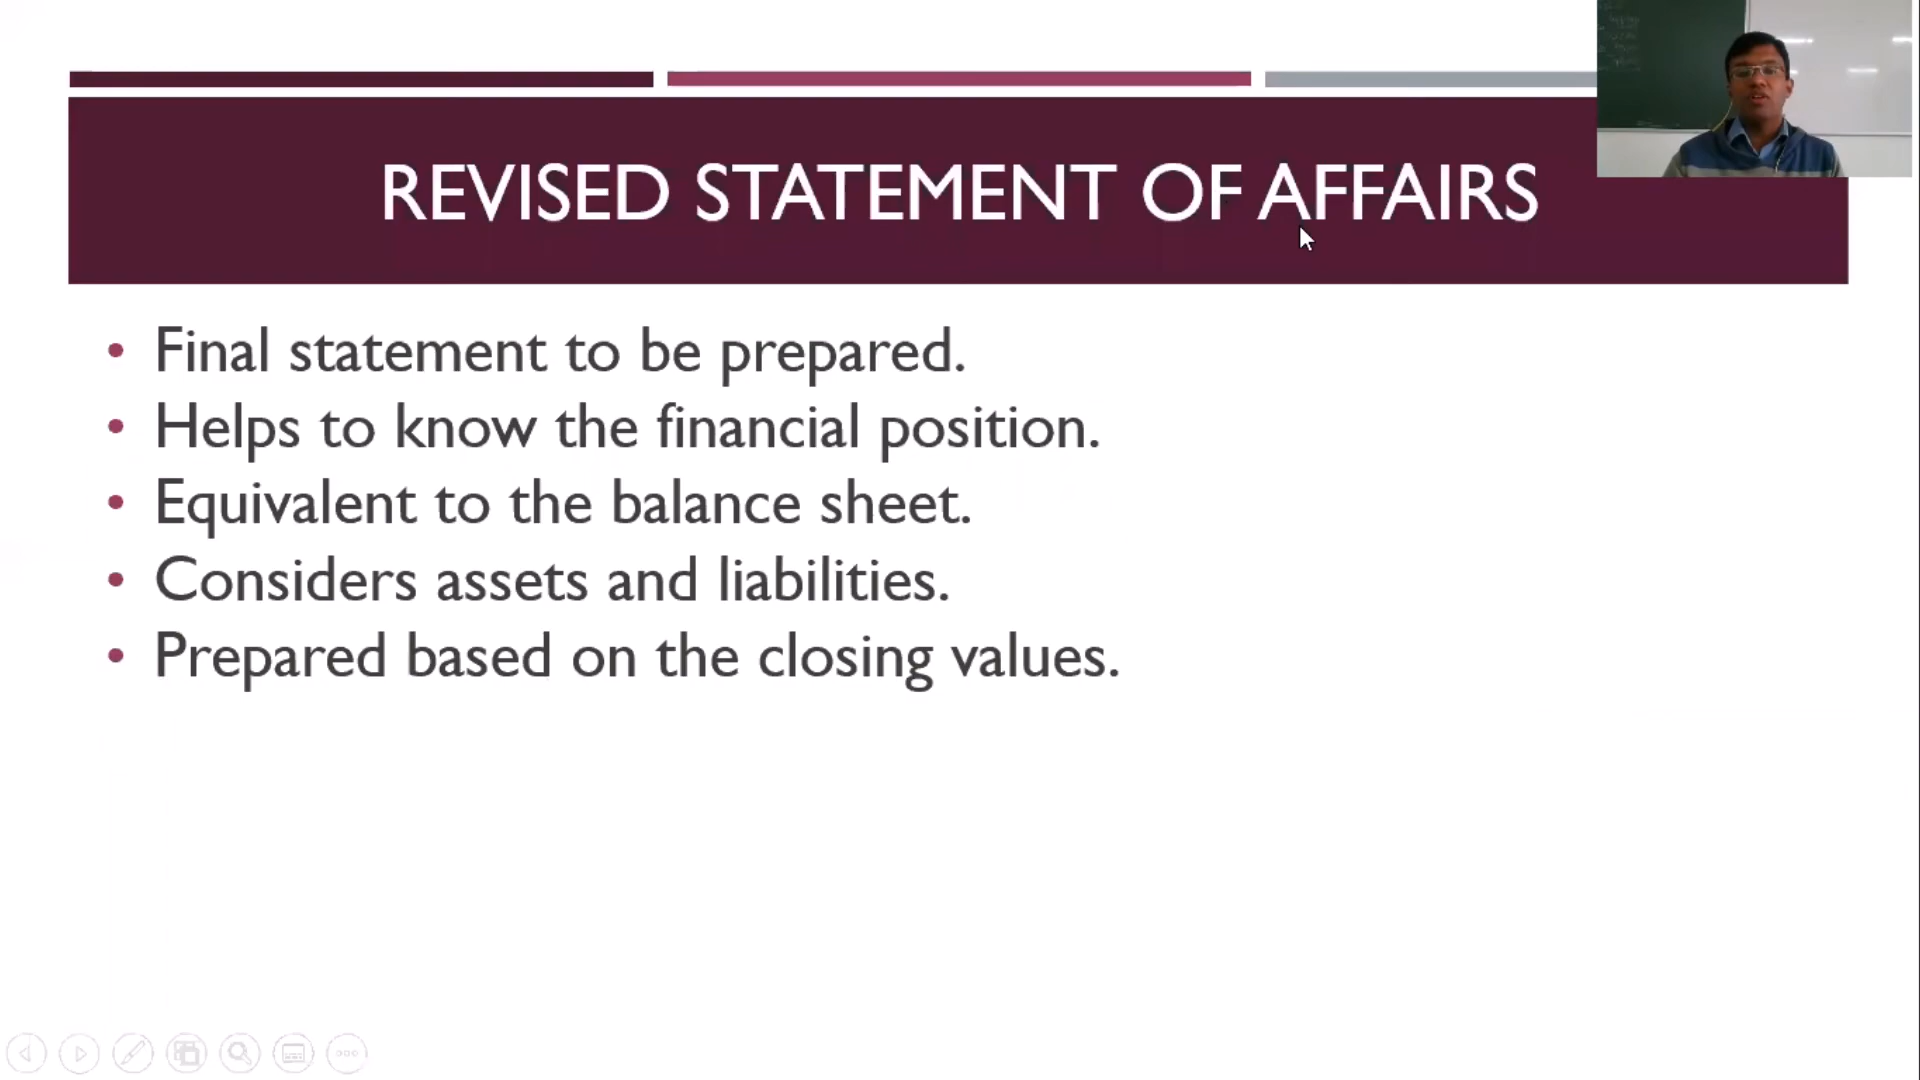 REVISED STATEMENT OF AFFAIRS
• Final statement to be prepared.
• Helps to know the financial position.
• Equivalent to the balance sheet.
• Considers assets and liabilities.
• Prepared based on the closing values.